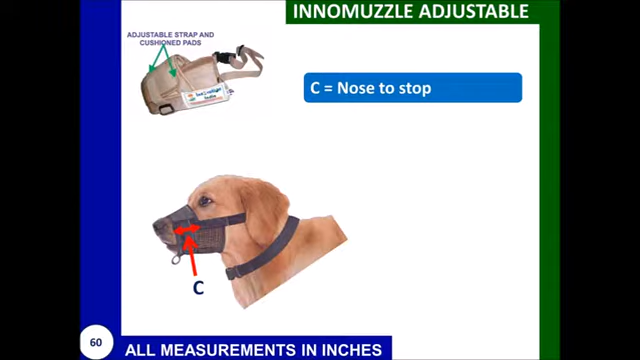 INNOMUZZLE ADJUSTABLE
ADJUSTABLE STRAP AND
CUSHIONED PADS
C = Nose to stop
C
60
ALL MEASUREMENTS IN INCHES